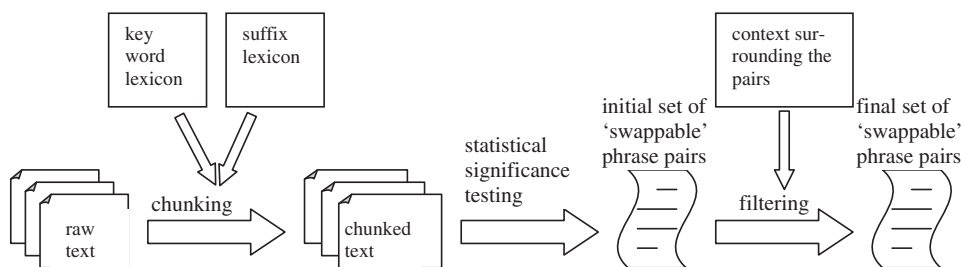 key
word
lexicon
suffix
lexicon
context sur-
rounding the
pairs
raw
text
chunking
chunked
text
statistical
significance
testing
initial set of
‘swappable’
phrase pairs
filtering
final set of
‘swappable’
phrase pairs